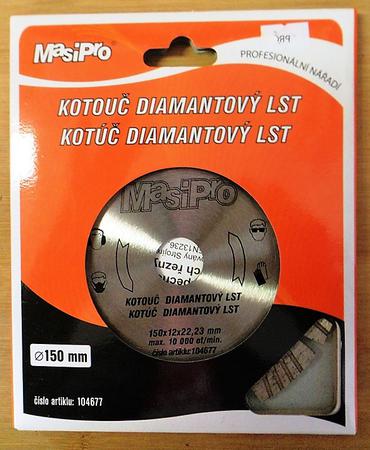 MasiPro
PROFESIONÁLNÍ NÁŘADÍ
KOTOUČ DIAMANTOVÝ LST
KOTÚČ DIAMANTOVÝ LST
MasiPro
EN13236
KOTOUČ DIAMANTOVÝ LST
KOTÚČ DIAMANTOVÝ LST
150x12x22,23 mm
max. 10 000 ot/min.
číslo artiklu: 104677
⌀150 mm
číslo artiklu: 104677